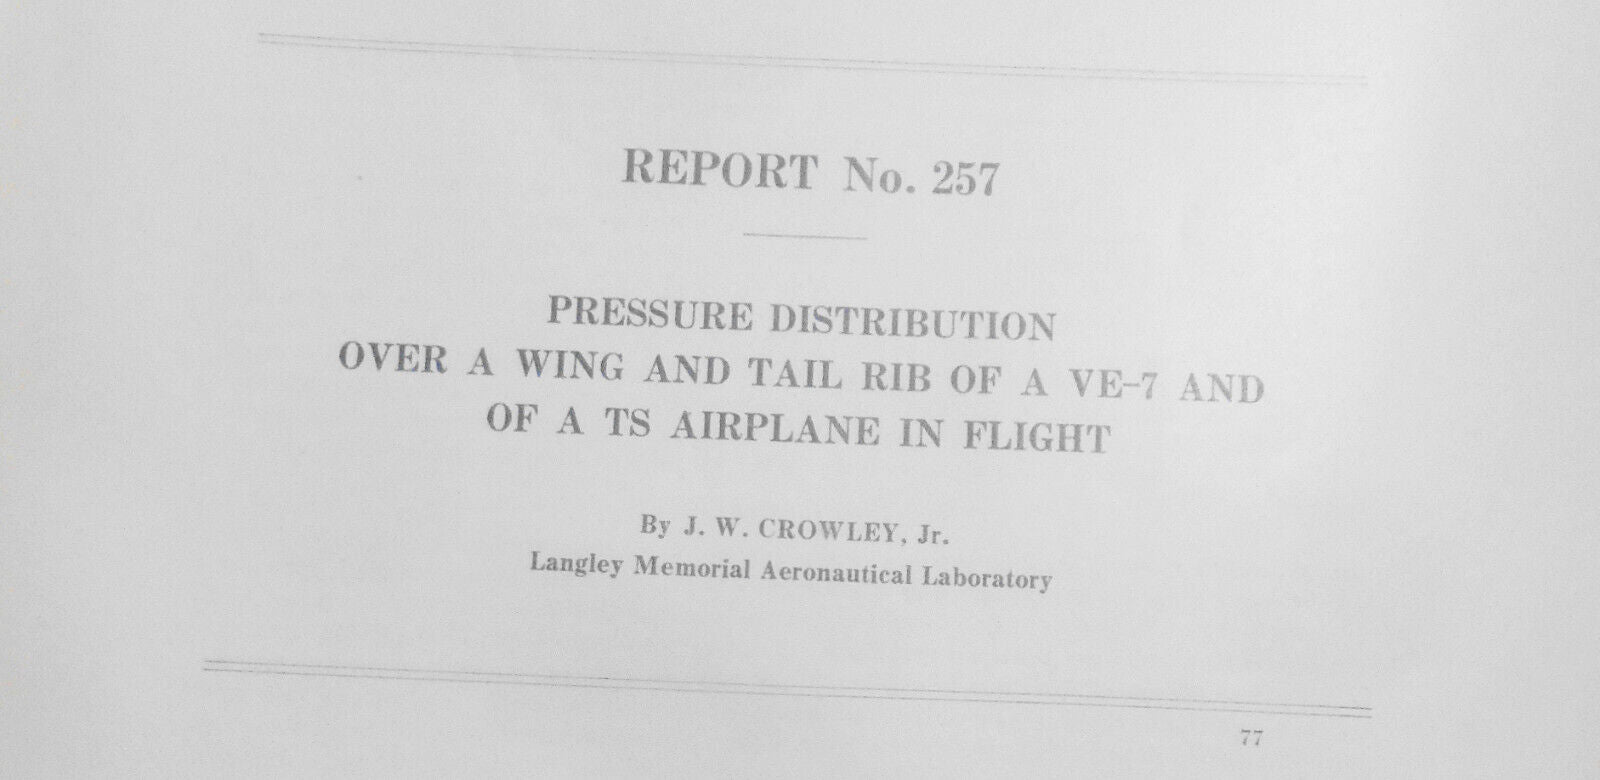 REPORT No. 257
PRESSURE DISTRIBUTION
OVER A WING AND TAIL RIB OF A VE–7 AND
OF A TS AIRPLANE IN FLIGHT
By J. W. CROWLEY, Jr.
Langley Memorial Aeronautical Laboratory
77